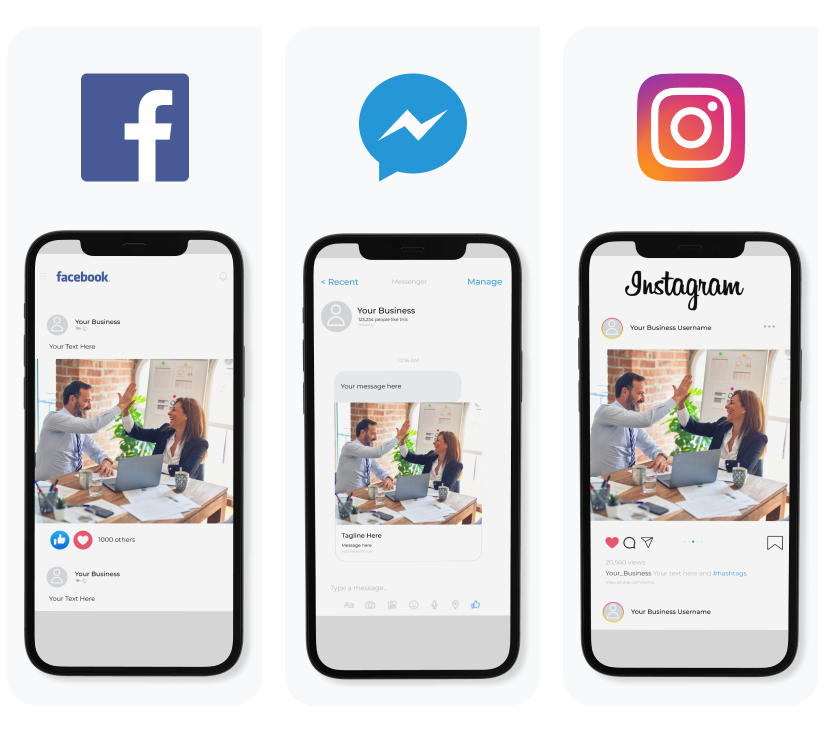 facebook.
Your Business
Your Text Here
1000 others
Your Business
Your Text Here
< Recent
Messenger
Manage
Your Business
123,234 people like this
12:16 AM
Your message here
Tagline Here
Message here
Type a message...
Aa
Instagram
Your Business Username
20,560 views
Your_Business Your text here and #hashtags
Your Business Username